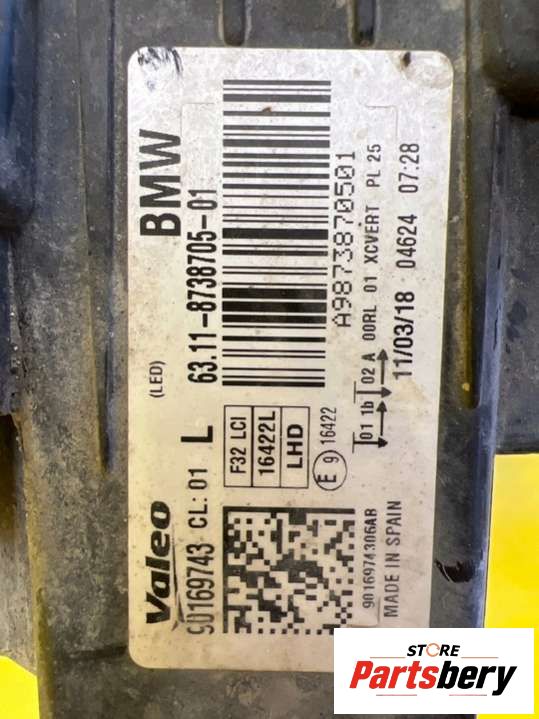 BMW
(LED) 63.11-8738705-01
A9873870501
Valeo
90169743 CL: 01 L
F32 LCI
16422L
LHD
E 9 16422
01 1b 02 A 00RL 01 XCVERT PL 25
11/03/18 04624 07:28
9016974306AB
MADE IN SPAIN
STORE
Partsbery